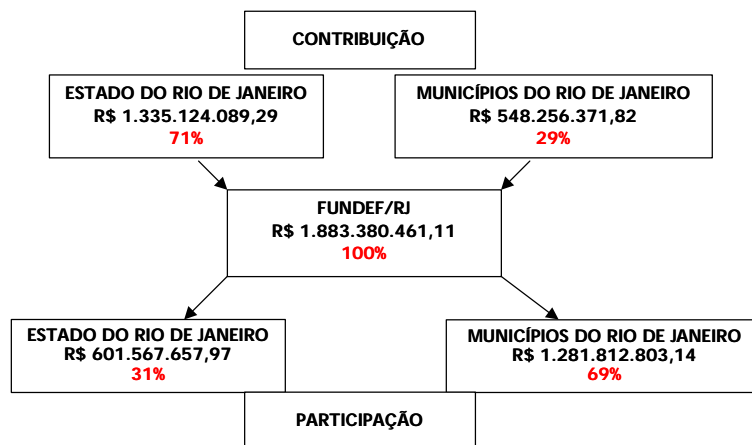 CONTRIBUIÇÃO
ESTADO DO RIO DE JANEIRO
R$ 1.335.124.089,29
71%
MUNICÍPIOS DO RIO DE JANEIRO
R$ 548.256.371,82
29%
FUNDEF/RJ
R$ 1.883.380.461,11
100%
ESTADO DO RIO DE JANEIRO
R$ 601.567.657,97
31%
MUNICÍPIOS DO RIO DE JANEIRO
R$ 1.281.812.803,14
69%
PARTICIPAÇÃO